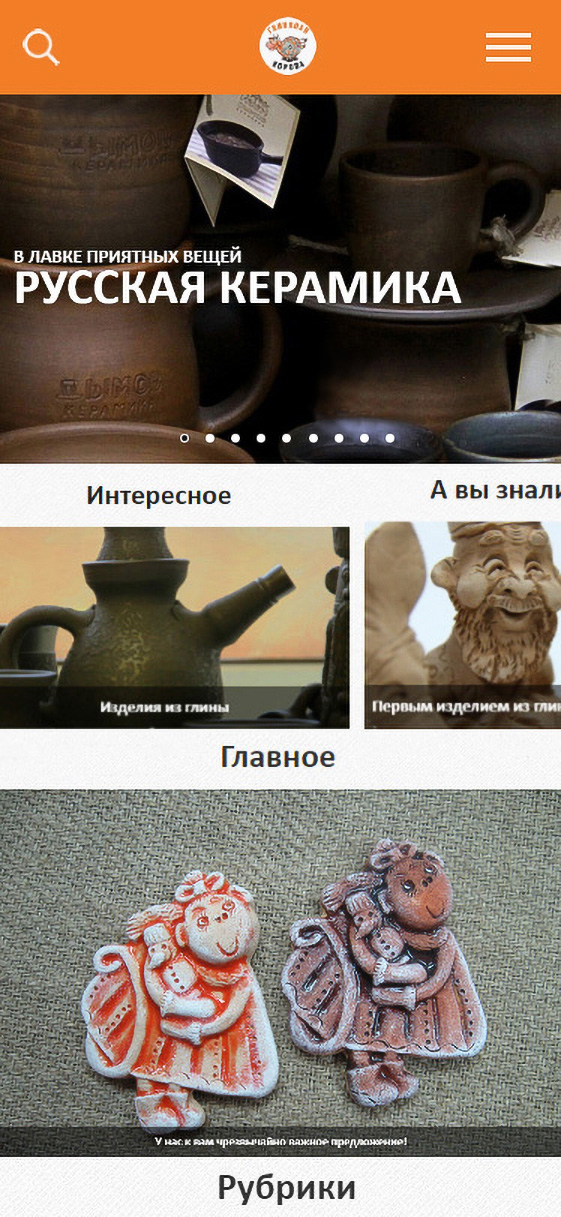 ГЛИНЯНАЯ
КОРОВА
В ЛАВКЕ ПРИЯТНЫХ ВЕЩЕЙ
РУССКАЯ КЕРАМИКА
ДЫМОВ
КЕРАМИКА
Интересное
А вы знали
Изделия из глины
Первым изделием из
Главное
У нас к вам чрезвычайно важное предложение!
Рубрики